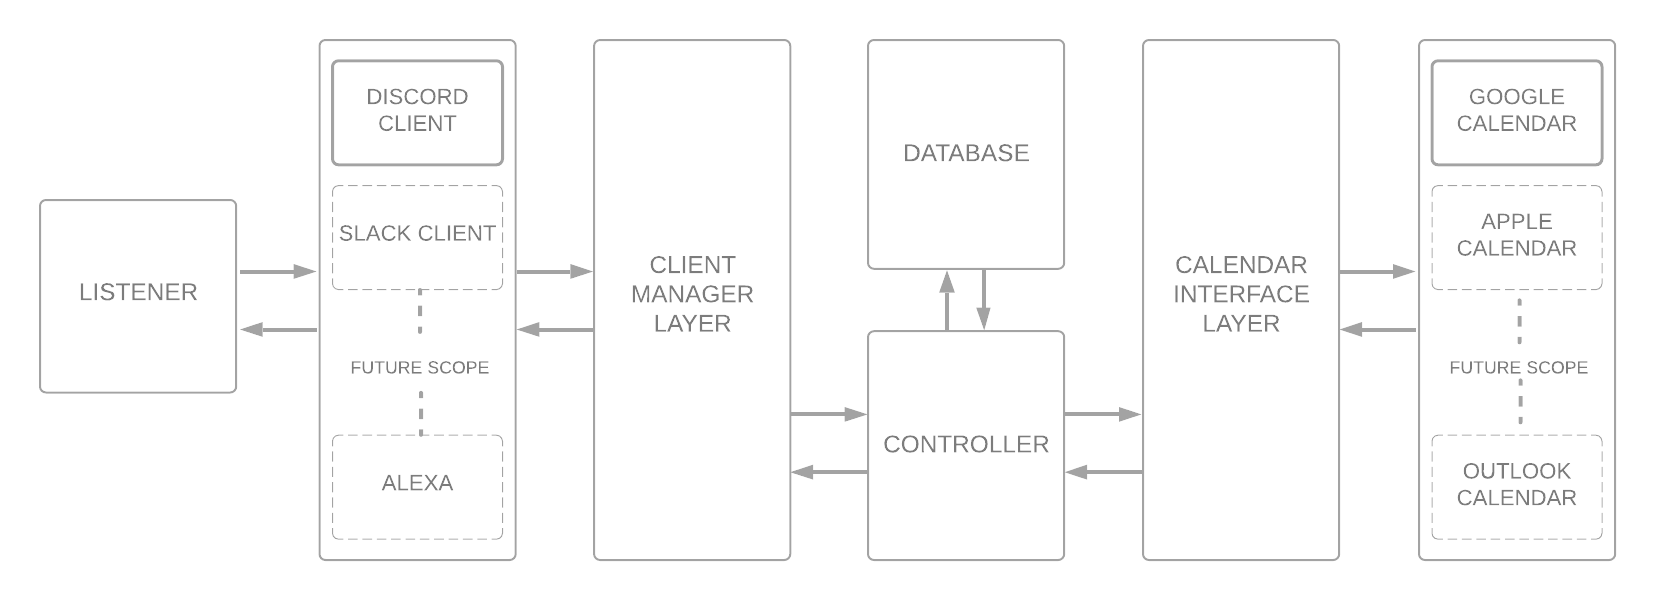 LISTENER
DISCORD
CLIENT
SLACK CLIENT
FUTURE SCOPE
ALEXA
CLIENT
MANAGER
LAYER
DATABASE
CONTROLLER
CALENDAR
INTERFACE
LAYER
GOOGLE
CALENDAR
APPLE
CALENDAR
FUTURE SCOPE
OUTLOOK
CALENDAR